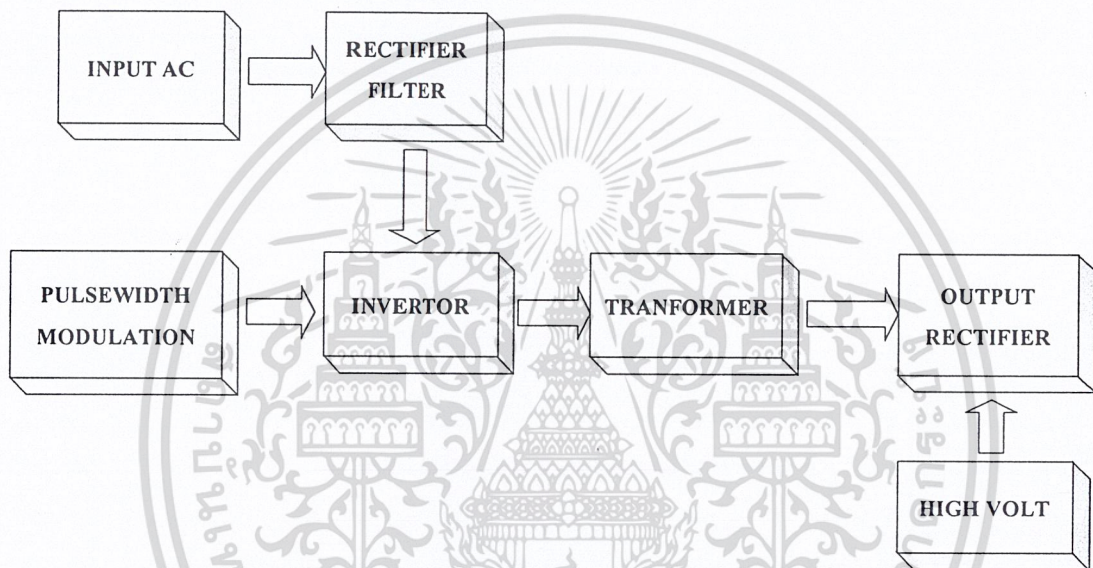 INPUT AC
RECTIFIER
FILTER
PULSEWIDTH
MODULATION
INVERTOR
TRANFORMER
OUTPUT
RECTIFIER
HIGH VOLT